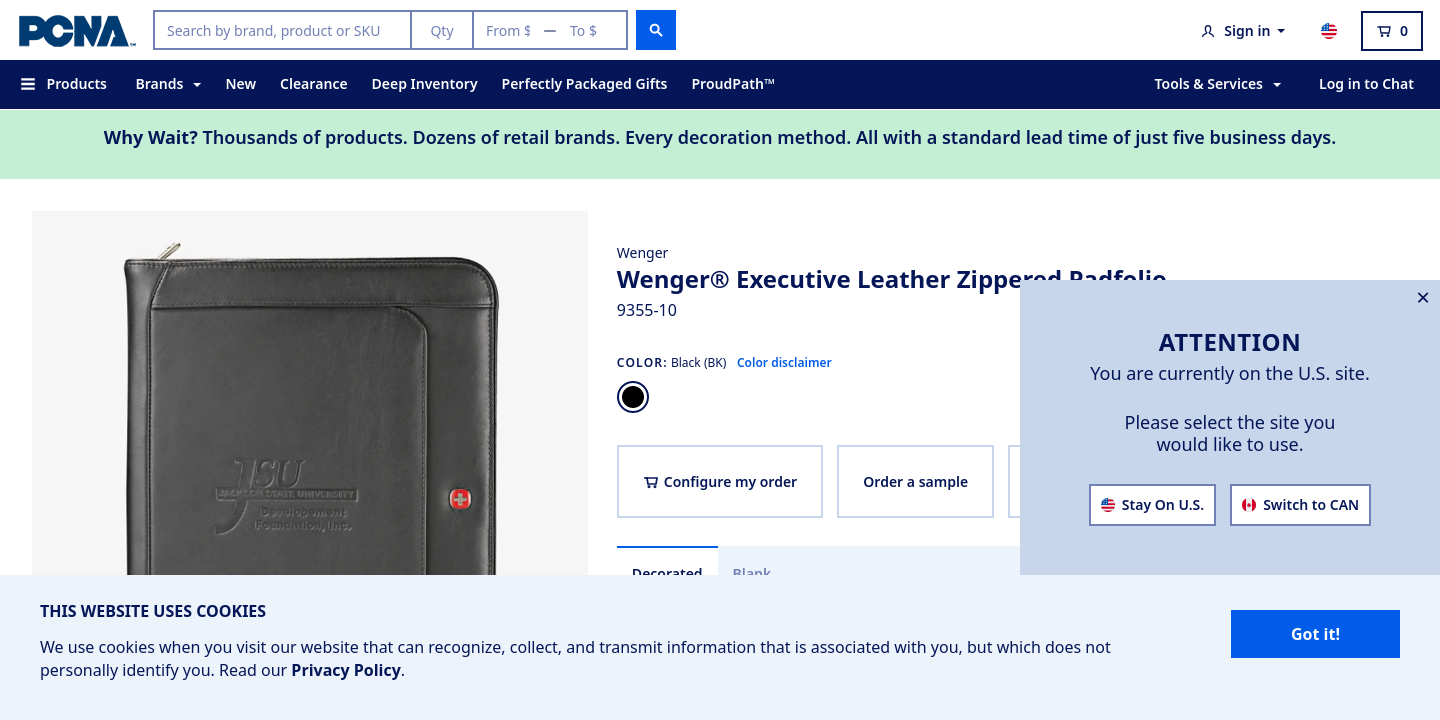 PCNA™
Search by brand, product or SKU
Qty
From $
—
To $
Sign in
0
Products
Brands
New
Clearance
Deep Inventory
Perfectly Packaged Gifts
ProudPath™
Tools & Services
Log in to Chat
Why Wait? Thousands of products. Dozens of retail brands. Every decoration method. All with a standard lead time of just five business days.
JSU
JACKSON STATE UNIVERSITY
Development
Foundation, Inc.
Wenger
Wenger® Executive Leather Zippered Padfolio
9355-10
COLOR: Black (BK) Color disclaimer
Configure my order
Order a sample
Decorated
Blank
ATTENTION
You are currently on the U.S. site.
Please select the site you
would like to use.
Stay On U.S.
Switch to CAN
THIS WEBSITE USES COOKIES
We use cookies when you visit our website that can recognize, collect, and transmit information that is associated with you, but which does not
personally identify you. Read our Privacy Policy.
Got it!